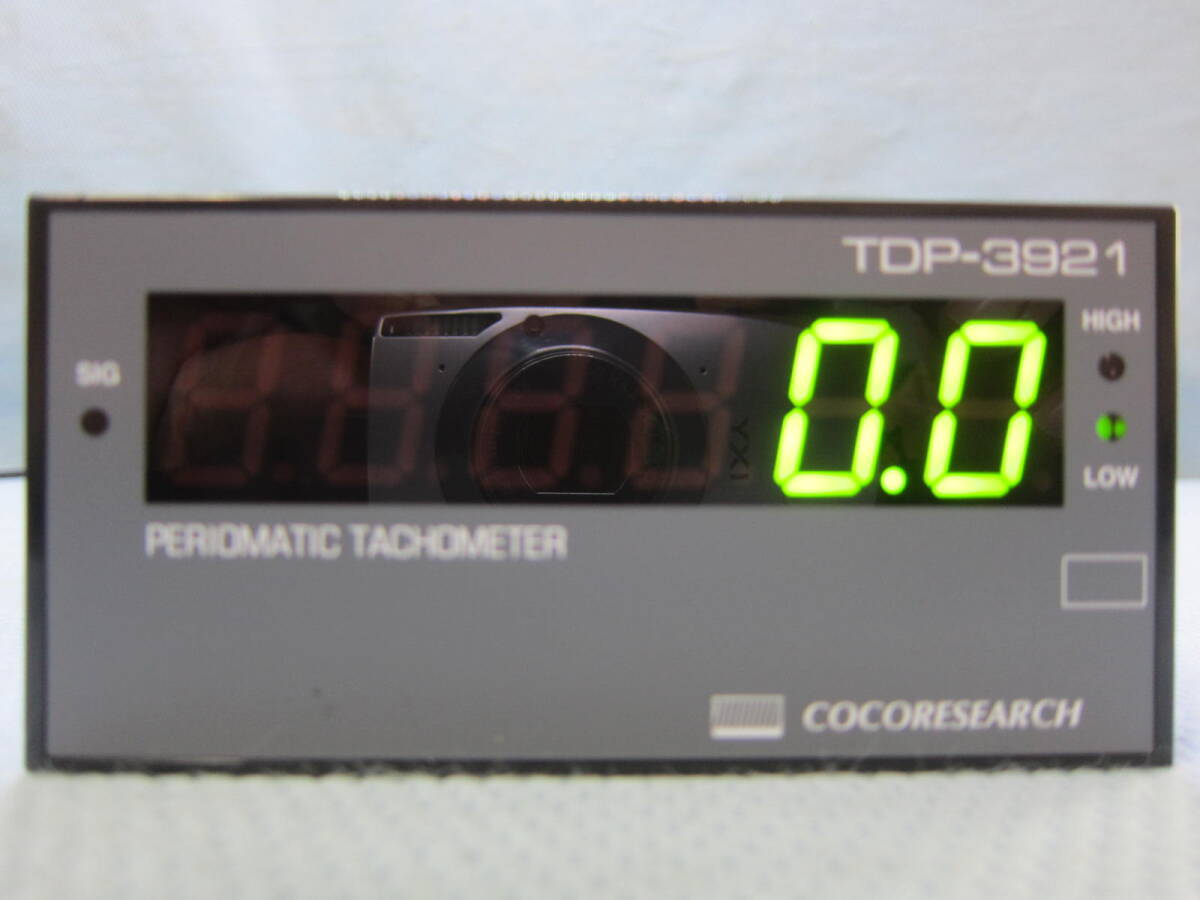 TDP-3921
HIGH
SIG
0.0
LOW
PERIOMATIC TACHOMETER
COCORESEARCH